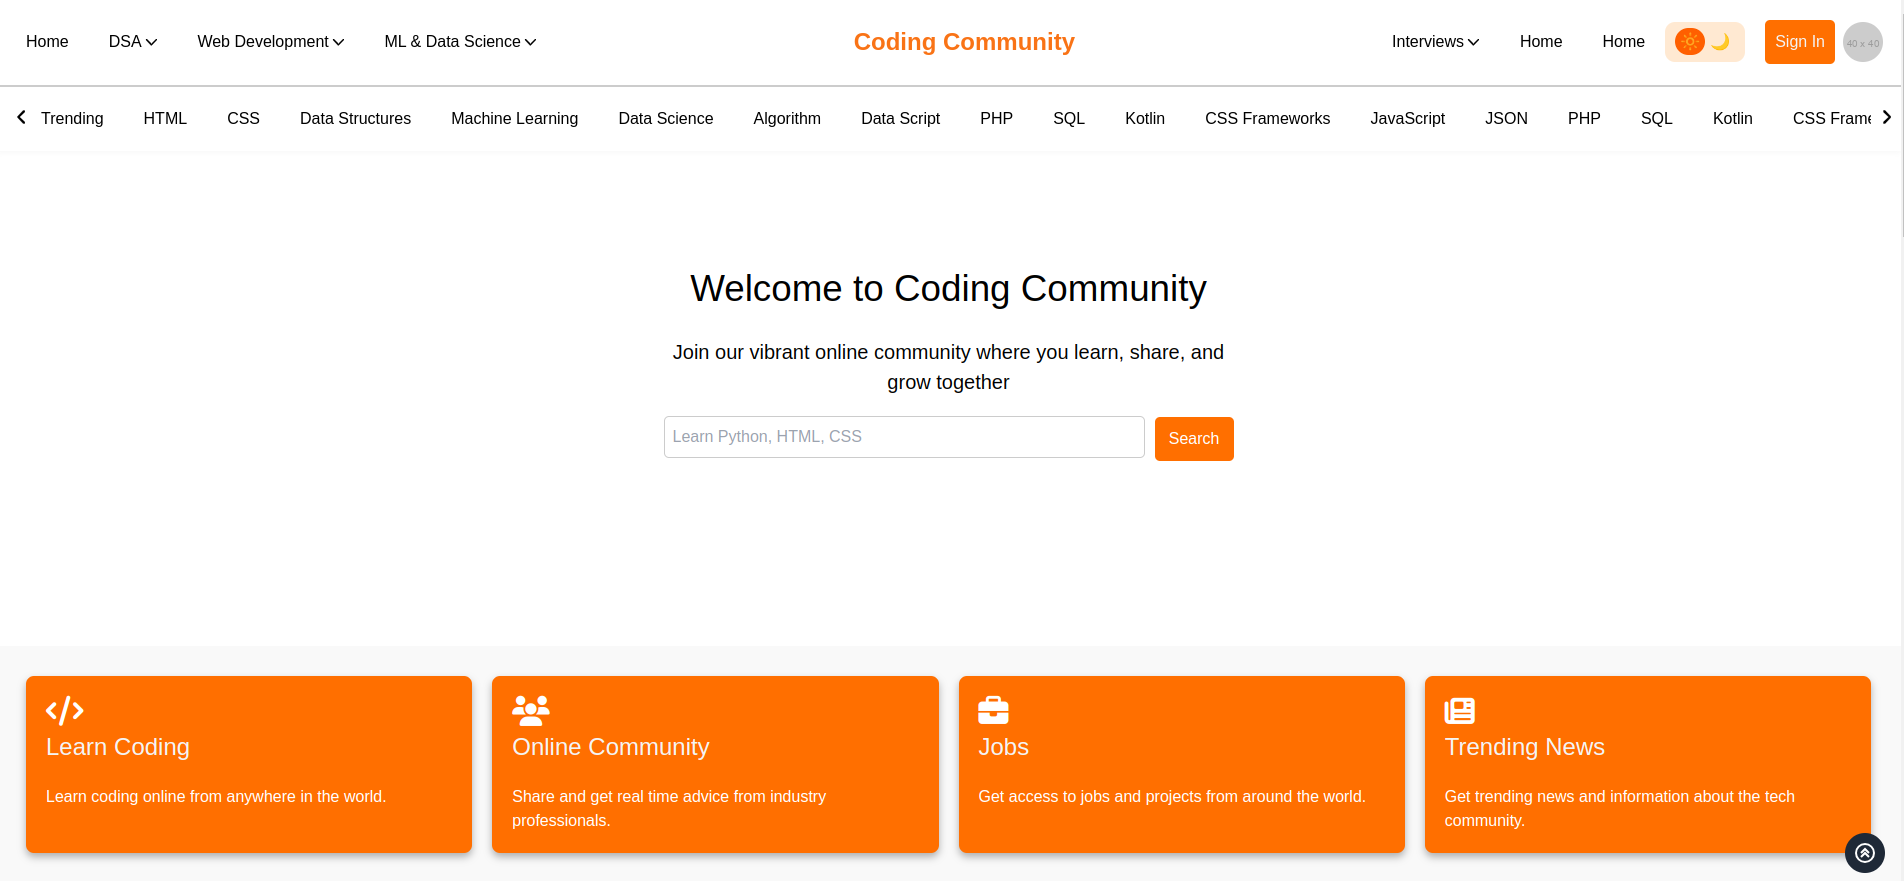 Home DSA Web Development ML & Data Science Coding Community Interviews Home Home Sign In 40 x 40
Trending HTML CSS Data Structures Machine Learning Data Science Algorithm Data Script PHP SQL Kotlin CSS Frameworks JavaScript JSON PHP SQL Kotlin CSS Frame
Welcome to Coding Community
Join our vibrant online community where you learn, share, and
grow together
Learn Python, HTML, CSS Search
Learn Coding
Learn coding online from anywhere in the world.
Online Community
Share and get real time advice from industry
professionals.
Jobs
Get access to jobs and projects from around the world.
Trending News
Get trending news and information about the tech
community.